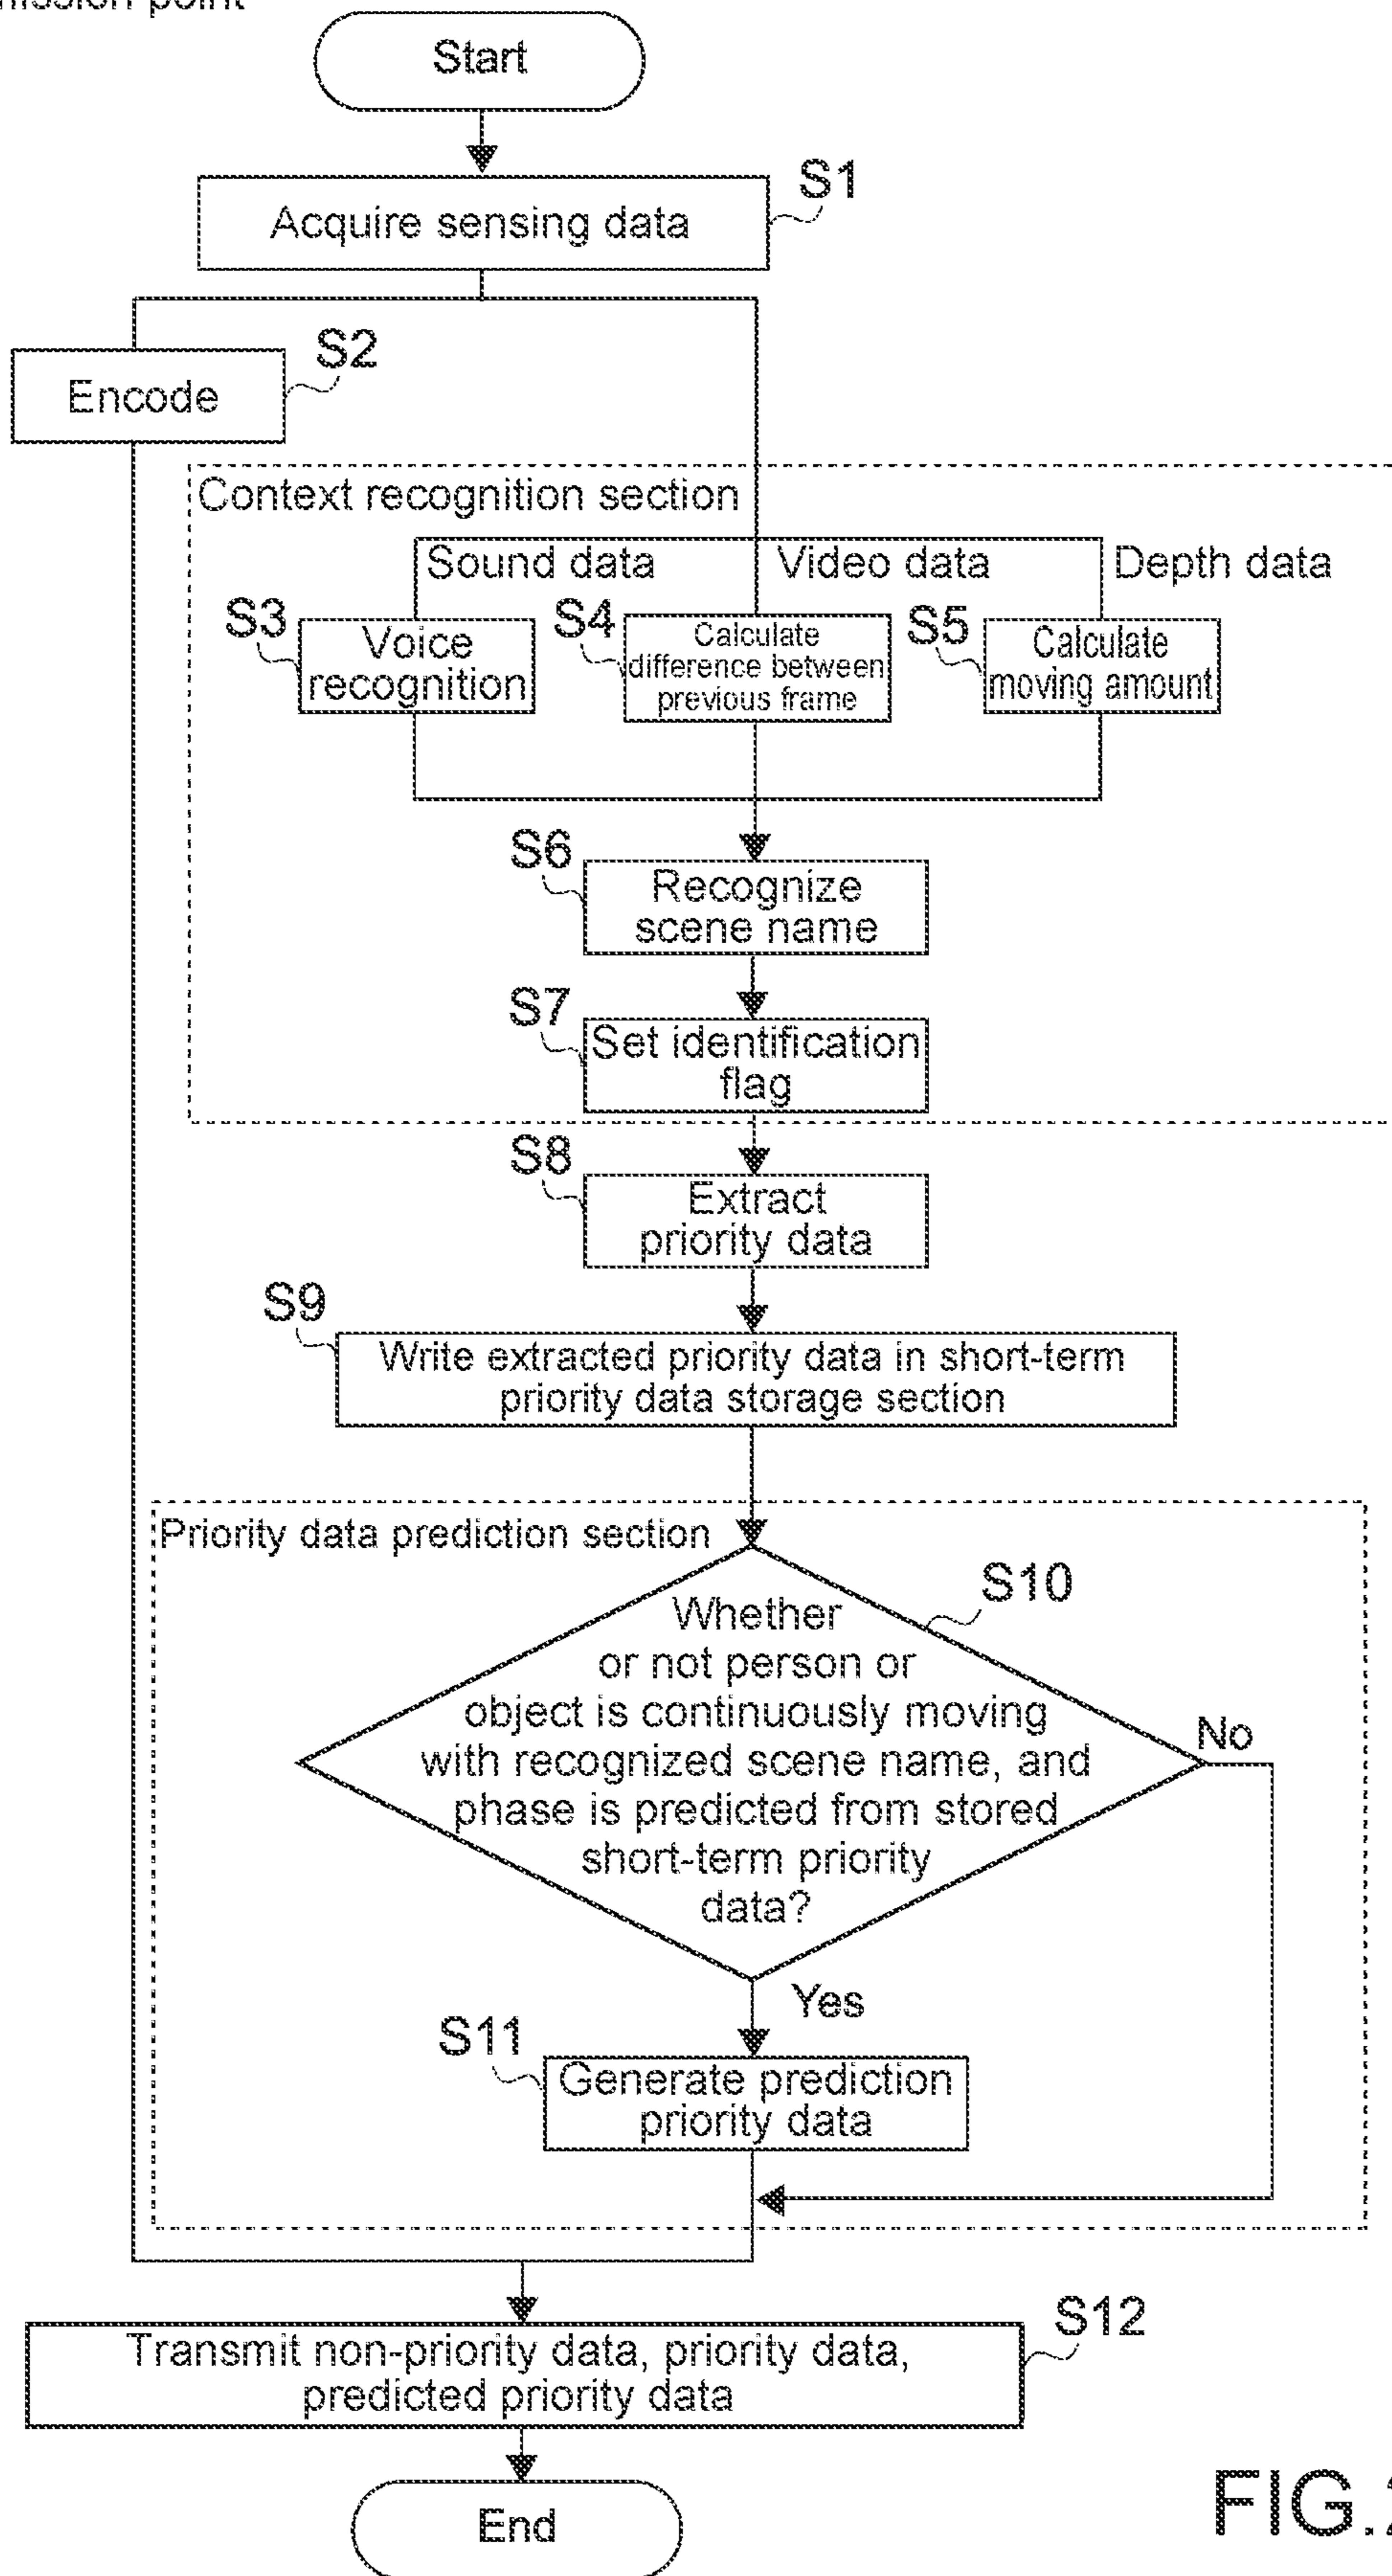 point
Start
S1
Acquire sensing data
S2
Encode
Context recognition section
Sound data
Video data
Depth data
S3
Voice
recognition
S4
Calculate
difference between
previous frame
S5
Calculate
moving amount
S6
Recognize
scene name
S7
Set identification
flag
S8
Extract
priority data
S9
Write extracted priority data in short-term
priority data storage section
Priority data prediction section
S10
Whether
or not person or
object is continuously moving
with recognized scene name, and
phase is predicted from stored
short-term priority
data?
No
Yes
S11
Generate prediction
priority data
S12
Transmit non-priority data, priority data,
predicted priority data
End
FIG.